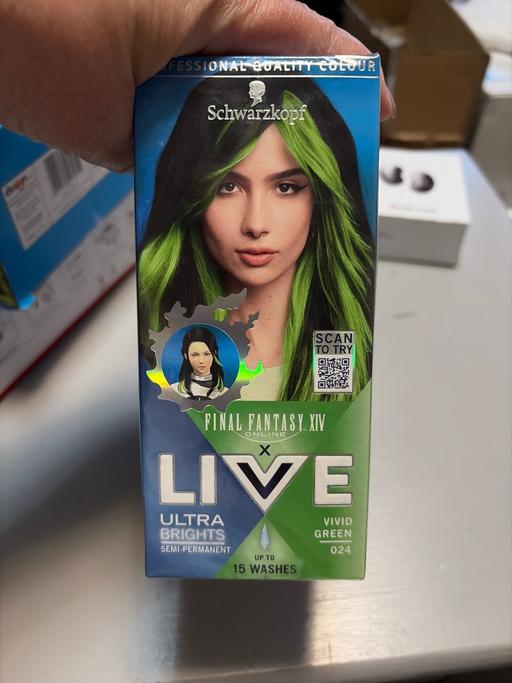 FESSIONAL QUALITY COLOUR
Schwarzkopf
SCAN
TO TRY
FINAL FANTASY XIV
ONLINE
X
LIVE
ULTRA
BRIGHTS
SEMI-PERMANENT
VIVID
GREEN
024
UP TO
15 WASHES